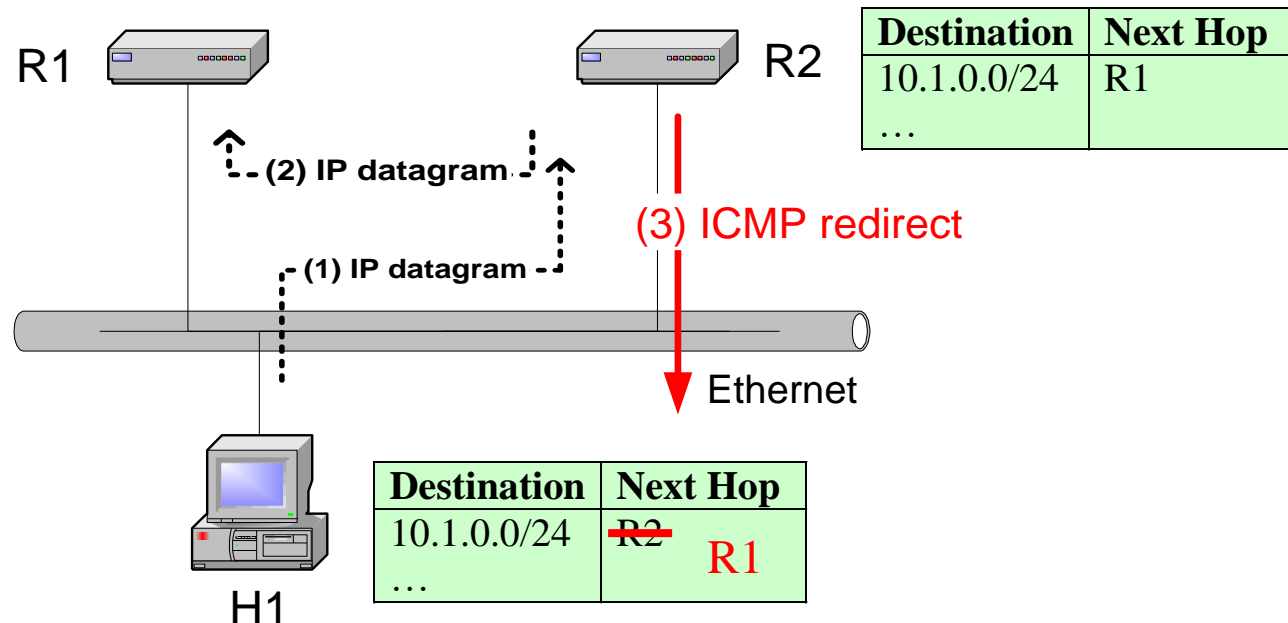 R1
R2
Destination Next Hop
10.1.0.0/24 R1
…
(2) IP datagram
(3) ICMP redirect
(1) IP datagram
Ethernet
Destination Next Hop
10.1.0.0/24 R2 R1
…
H1